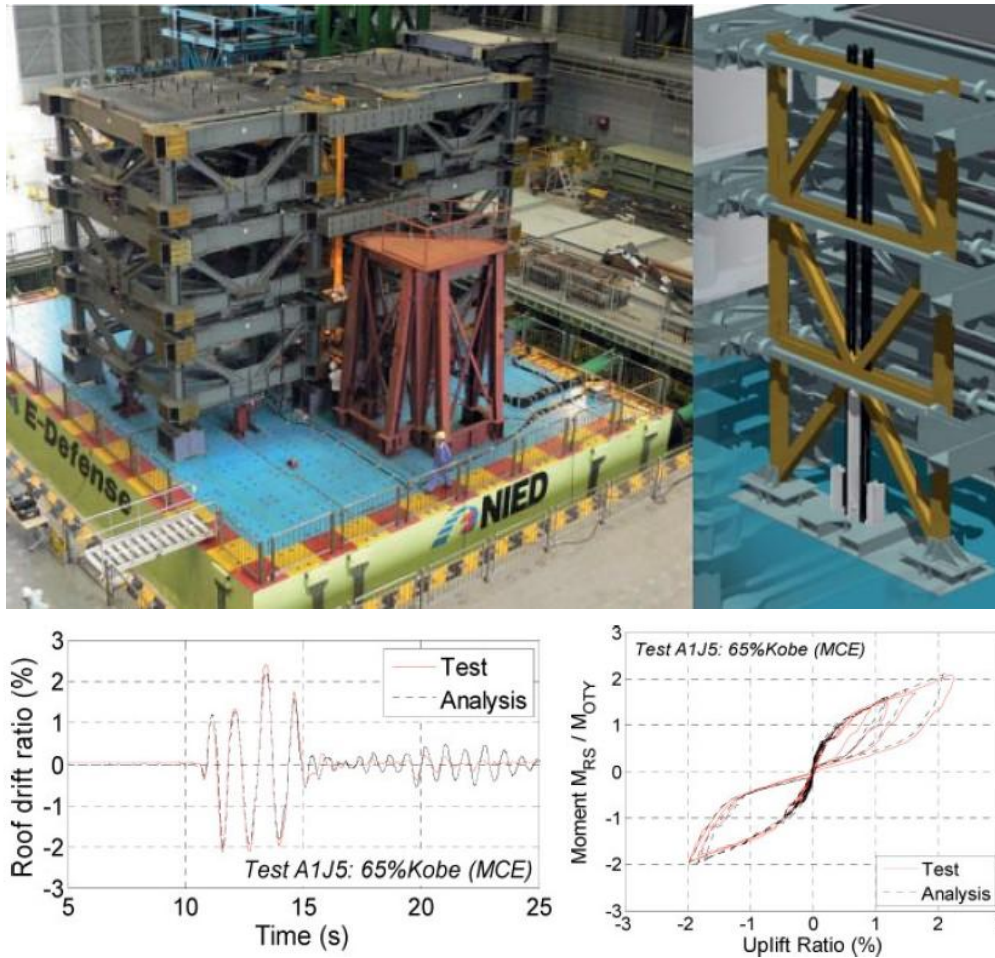 E-Defense
NIED
3
2
1
0
-1
-2
-3
5
10
15
20
25
Roof drift ratio (%)
Time (s)
Test
Analysis
Test A1J5: 65%Kobe (MCE)
3
2
1
0
-1
-2
-3
-3
-2
-1
0
1
2
Moment M_RS / M_OTY
Uplift Ratio (%)
Test A1J5: 65%Kobe (MCE)
Test
Analysis